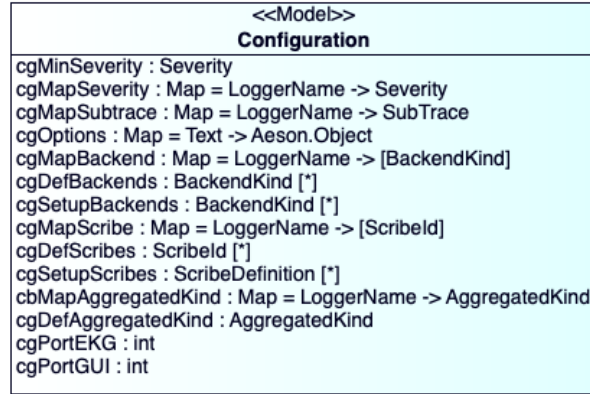 <<Model>>
Configuration
cgMinSeverity : Severity
cgMapSeverity : Map = LoggerName -> Severity
cgMapSubtrace : Map = LoggerName -> SubTrace
cgOptions : Map = Text -> Aeson.Object
cgMapBackend : Map = LoggerName -> [BackendKind]
cgDefBackends : BackendKind [*]
cgSetupBackends : BackendKind [*]
cgMapScribe : Map = LoggerName -> [ScribeId]
cgDefScribes : ScribeId [*]
cgSetupScribes : ScribeDefinition [*]
cbMapAggregatedKind : Map = LoggerName -> AggregatedKind
cgDefAggregatedKind : AggregatedKind
cgPortEKG : int
cgPortGUI : int